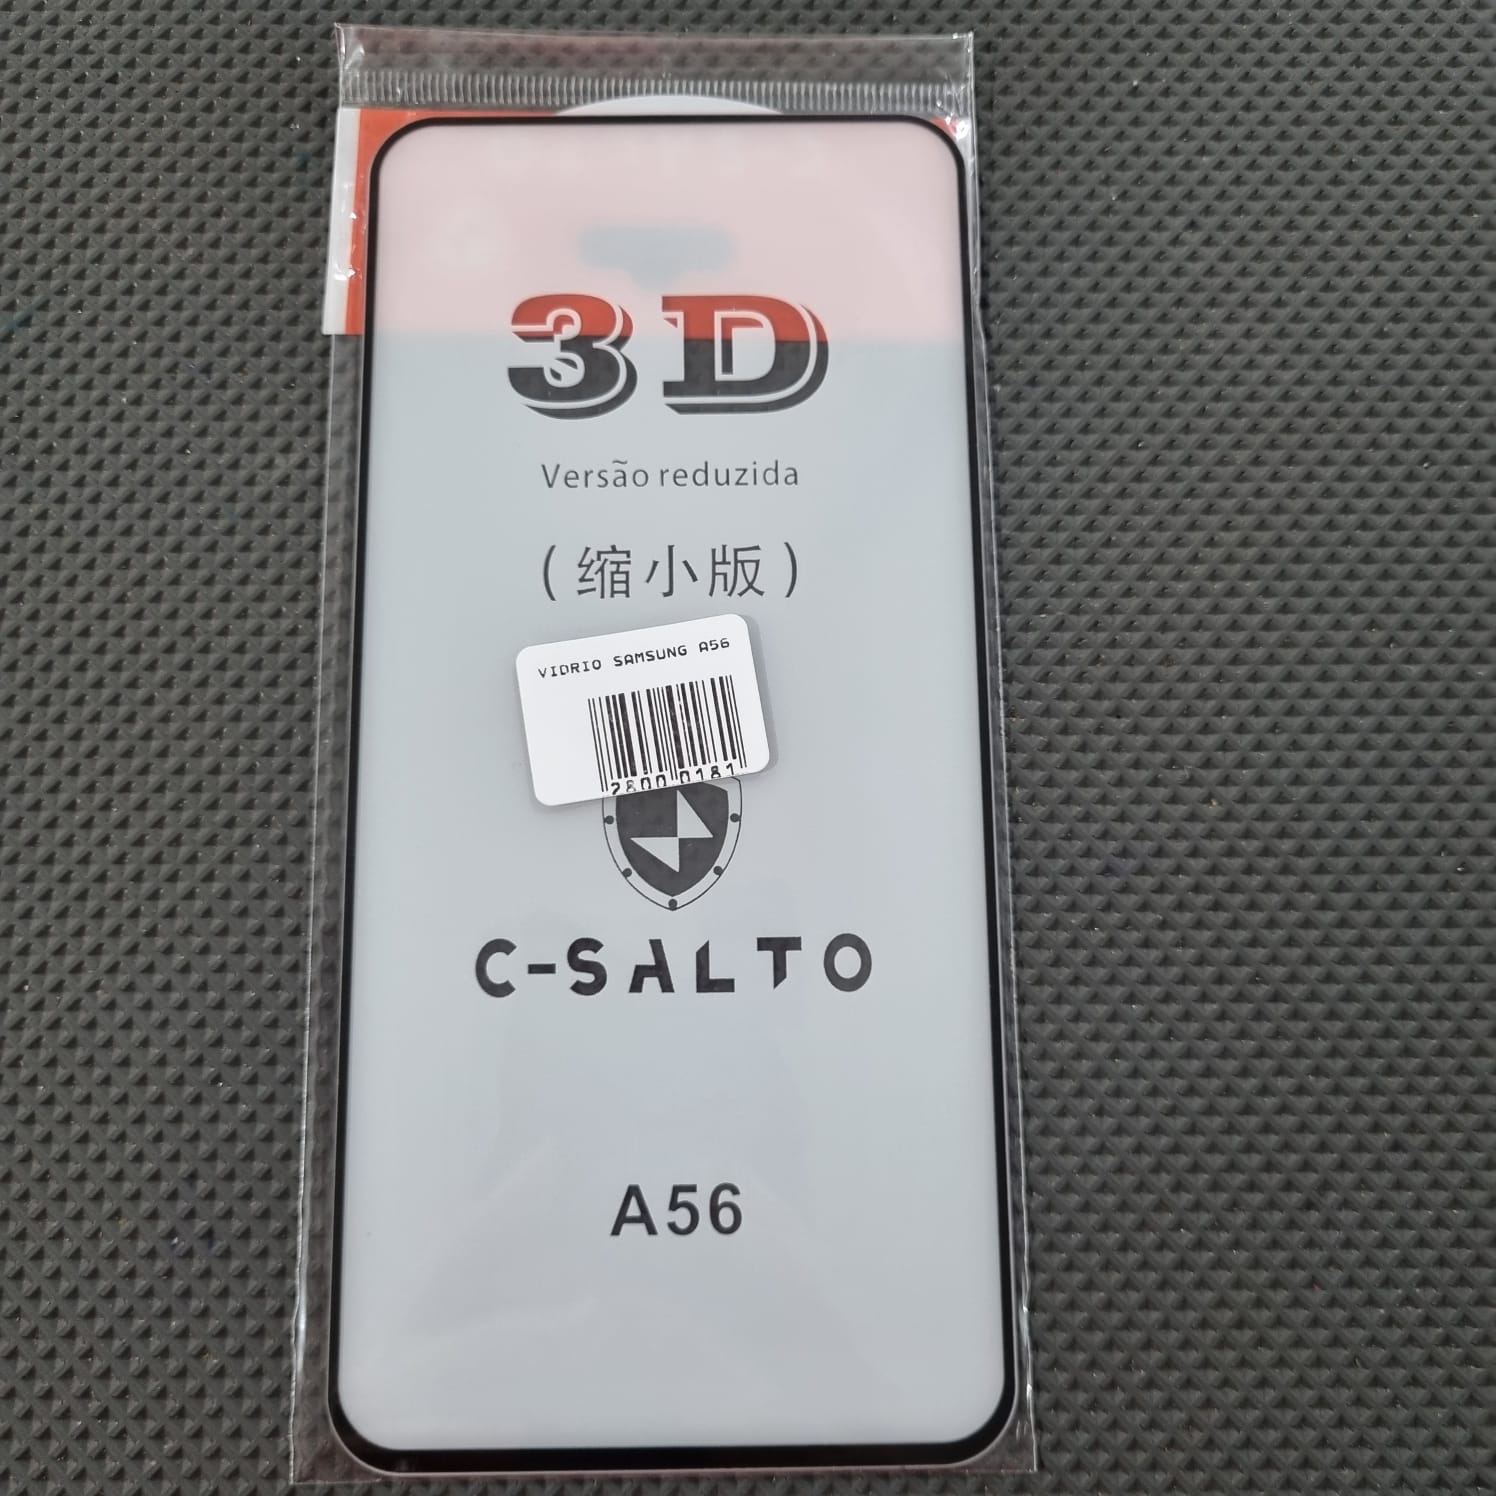 3D
Versão reduzida
(缩小版)
VIDRIO SAMSUNG A56
2800 0181
C-SALTO
A56